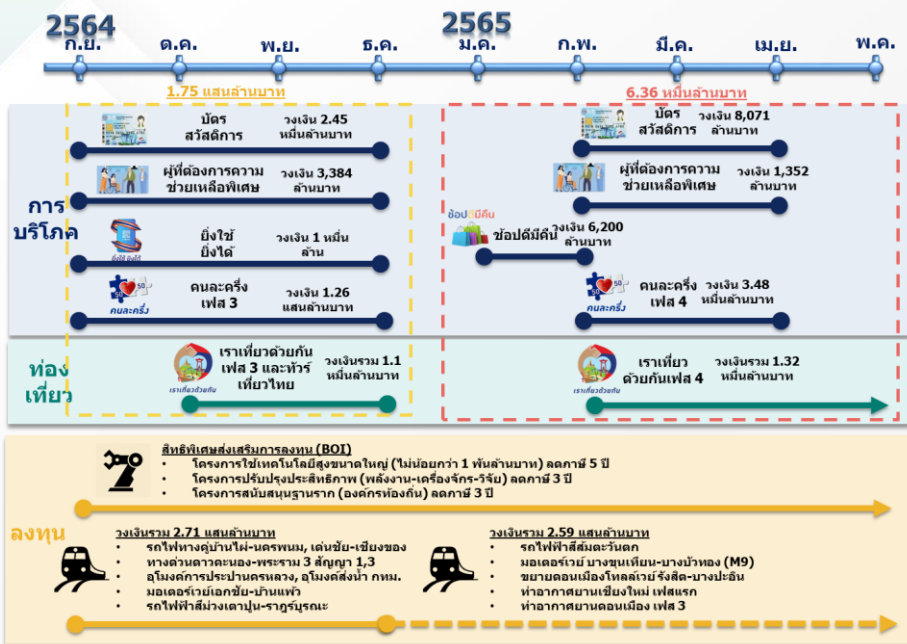 2564
2565
ก.ย.
ต.ค.
พ.ย.
ธ.ค.
ม.ค.
ก.พ.
มี.ค.
เม.ย.
พ.ค.
1.75 แสนล้านบาท
6.36 หมื่นล้านบาท
การ
บริโภค
บัตร
สวัสดิการ
วงเงิน 2.45
หมื่นล้านบาท
ผู้ที่ต้องการความ
ช่วยเหลือพิเศษ
วงเงิน 3,384
ล้านบาท
ยิ่งใช้ ยิ่งได้
ยิ่งใช้
ยิ่งได้
วงเงิน 1 หมื่น
ล้าน
50
50
คนละครึ่ง
คนละครึ่ง
เฟส 3
วงเงิน 1.26
แสนล้านบาท
บัตร
สวัสดิการ
วงเงิน 8,071
ล้านบาท
ผู้ที่ต้องการความ
ช่วยเหลือพิเศษ
วงเงิน 1,352
ล้านบาท
ช้อปดีมีคืน
ช้อปดีมีคืน
วงเงิน 6,200
ล้านบาท
50
50
คนละครึ่ง
คนละครึ่ง
เฟส 4
วงเงิน 3.48
หมื่นล้านบาท
ท่อง
เที่ยว
เราเที่ยวด้วยกัน
เราเที่ยวด้วยกัน
เฟส 3 และทัวร์
เที่ยวไทย
วงเงินรวม 1.1
หมื่นล้านบาท
เราเที่ยวด้วยกัน
เราเที่ยว
ด้วยกันเฟส 4
วงเงินรวม 1.32
หมื่นล้านบาท
ลงทุน
สิทธิพิเศษส่งเสริมการลงทุน (BOI)
• โครงการใช้เทคโนโลยีสูงขนาดใหญ่ (ไม่น้อยกว่า 1 พันล้านบาท) ลดภาษี 5 ปี
• โครงการปรับปรุงประสิทธิภาพ (พลังงาน-เครื่องจักร-วิจัย) ลดภาษี 3 ปี
• โครงการสนับสนุนฐานราก (องค์กรท้องถิ่น) ลดภาษี 3 ปี
วงเงินรวม 2.71 แสนล้านบาท
• รถไฟทางคู่บ้านไผ่-นครพนม, เด่นชัย-เชียงของ
• ทางด่วนดาวคะนอง-พระราม 3 สัญญา 1,3
• อุโมงค์การประปานครหลวง, อุโมงค์ส่งน้ำ กทม.
• มอเตอร์เวย์เอกชัย-บ้านแพ้ว
• รถไฟฟ้าสีม่วงเตาปูน-ราฎร์บูรณะ
วงเงินรวม 2.59 แสนล้านบาท
• รถไฟฟ้าสีส้มตะวันตก
• มอเตอร์เวย์ บางขุนเทียน-บางบัวทอง (M9)
• ขยายดอนเมืองโทลล์เวย์ รังสิต-บางปะอิน
• ท่าอากาศยานเชียงใหม่ เฟสแรก
• ท่าอากาศยานดอนเมือง เฟส 3